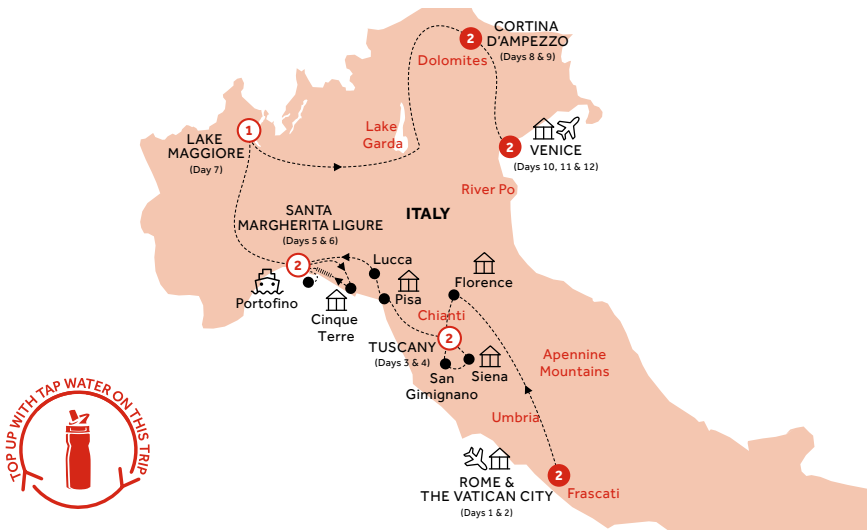 CORTINA
D'AMPEZZO
(Days 8 & 9)
2
Dolomites
1
LAKE
MAGGIORE
(Day 7)
Lake
Garda
2
VENICE
(Days 10, 11 & 12)
River Po
ITALY
SANTA
MARGHERITA LIGURE
(Days 5 & 6)
2
Lucca
Portofino
Cinque
Terre
Pisa
Florence
Chianti
2
TUSCANY
(Days 3 & 4)
San
Gimignano
Siena
Apennine
Mountains
Umbria
2
ROME &
THE VATICAN CITY
(Days 1 & 2)
Frascati
TOP UP WITH TAP WATER ON THIS TRIP